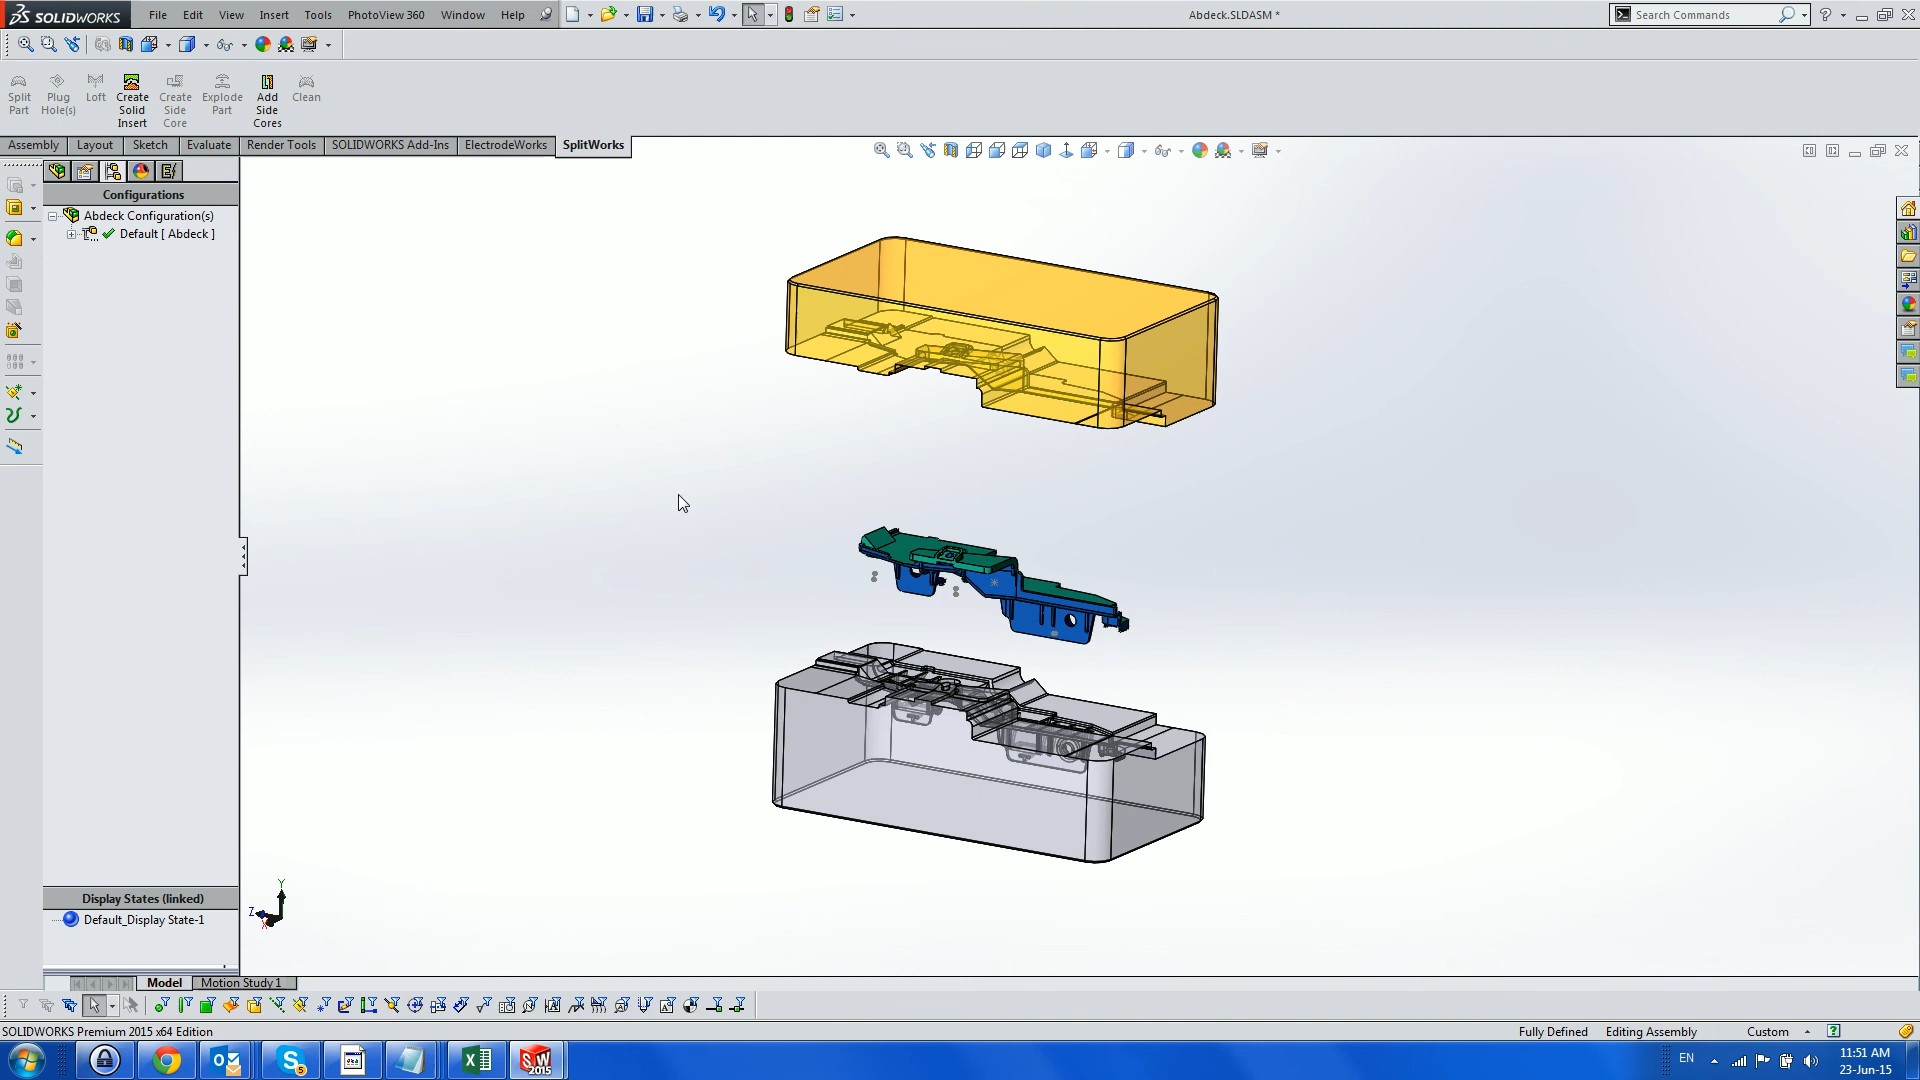 SOLIDWORKS File Edit View Insert Tools PhotoView 360 Window Help Abdeck.SLDASM * Search Commands
Split Part
Plug Hole(s)
Loft
Create Solid Insert
Create Side Core
Explode Part
Add Side Cores
Clean
Assembly Layout Sketch Evaluate Render Tools SOLIDWORKS Add-Ins ElectrodeWorks SplitWorks
Configurations
Abdeck Configuration(s)
Default [ Abdeck ]
Y
Z
X
Display States (linked)
Default_Display State-1
Model Motion Study 1
SOLIDWORKS Premium 2015 x64 Edition Fully Defined Editing Assembly Custom
EN 11:51 AM
23-Jun-15